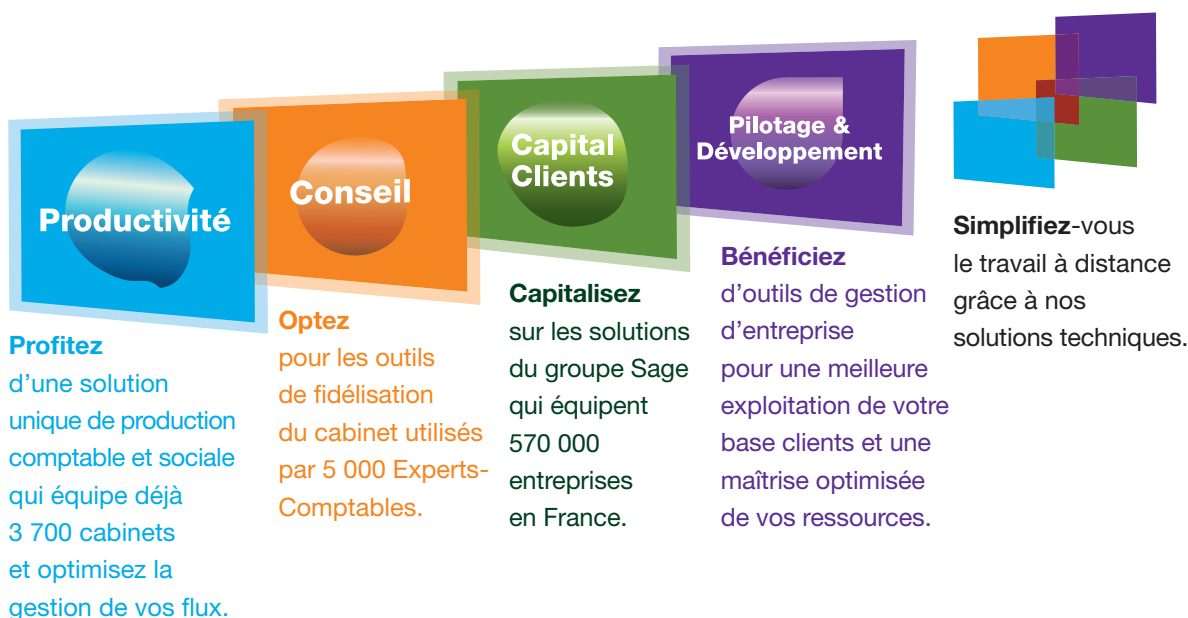 Productivité
Profitez
d’une solution
unique de production
comptable et sociale
qui équipe déjà
3 700 cabinets
et optimisez la
gestion de vos flux.
Conseil
Optez
pour les outils
de fidélisation
du cabinet utilisés
par 5 000 Experts-
Comptables.
Capital
Clients
Capitalisez
sur les solutions
du groupe Sage
qui équipent
570 000
entreprises
en France.
Pilotage &
Développement
Bénéficiez
d’outils de gestion
d’entreprise
pour une meilleure
exploitation de votre
base clients et une
maîtrise optimisée
de vos ressources.
Simplifiez-vous
le travail à distance
grâce à nos
solutions techniques.